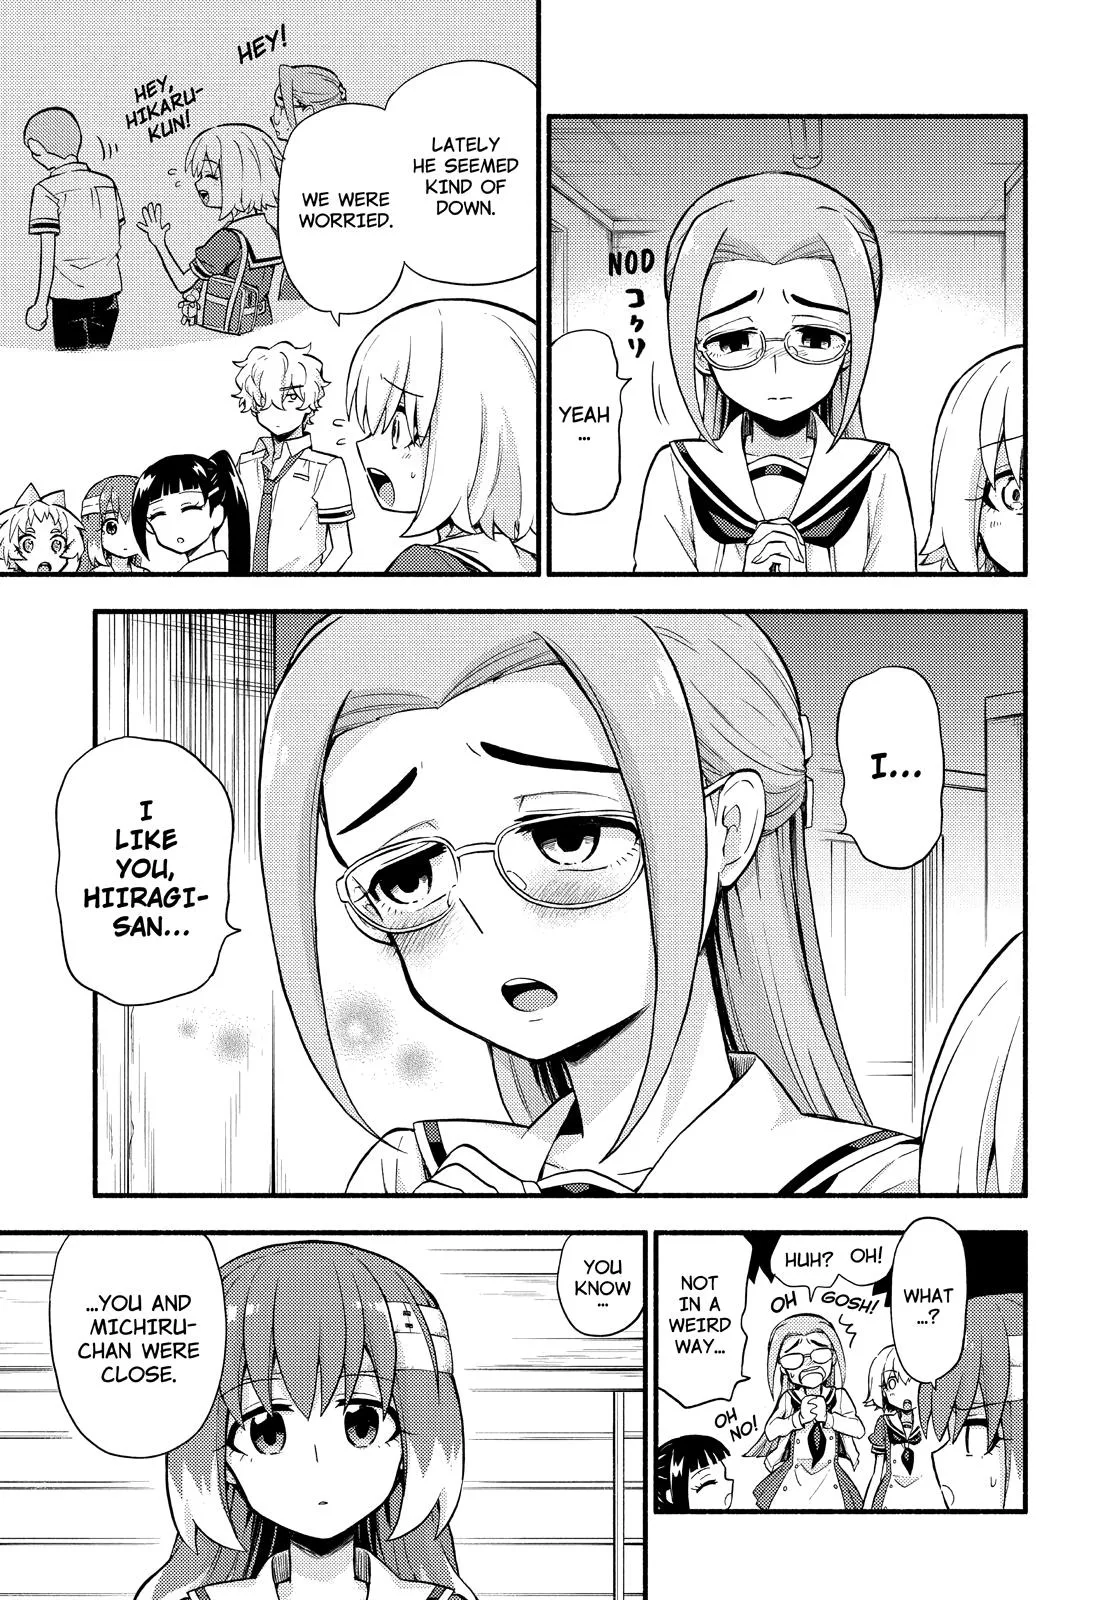 YEAH
...
NOD
コクリ
LATELY
HE SEEMED
KIND OF
DOWN.
WE WERE
WORRIED.
HEY!
HEY,
HIKARU-
KUN!
I...
I
LIKE
YOU,
HIIRAGI-
SAN...
WHAT
...?
OH!
HUH?
OH
GOSH!
NOT
IN A
WEIRD
WAY...
OH
NO!
YOU
KNOW
...
...YOU AND
MICHIRU-
CHAN WERE
CLOSE.